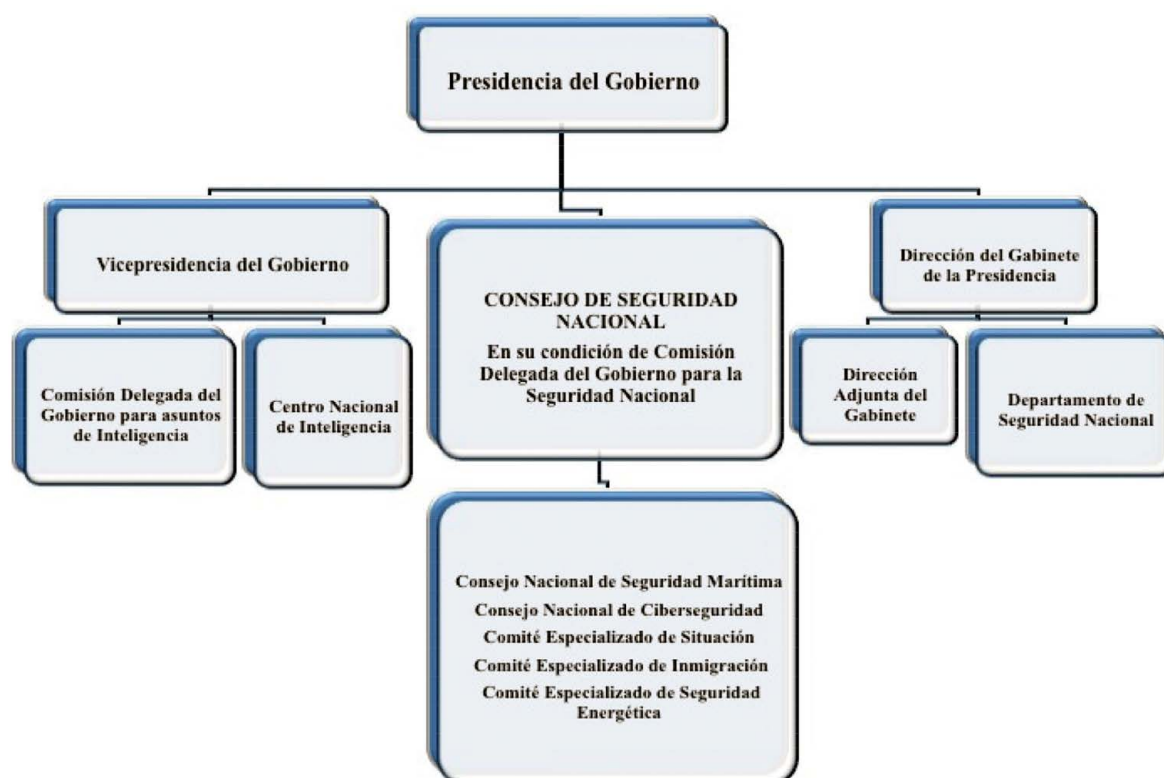 Presidencia del Gobierno
Vicepresidencia del Gobierno
Comisión Delegada del
Gobierno para asuntos
de Inteligencia
Centro Nacional
de Inteligencia
CONSEJO DE SEGURIDAD
NACIONAL
En su condición de Comisión
Delegada del Gobierno para la
Seguridad Nacional
Dirección del Gabinete
de la Presidencia
Dirección
Adjunta del
Gabinete
Departamento de
Seguridad Nacional
Consejo Nacional de Seguridad Marítima
Consejo Nacional de Ciberseguridad
Comité Especializado de Situación
Comité Especializado de Inmigración
Comité Especializado de Seguridad
Energética